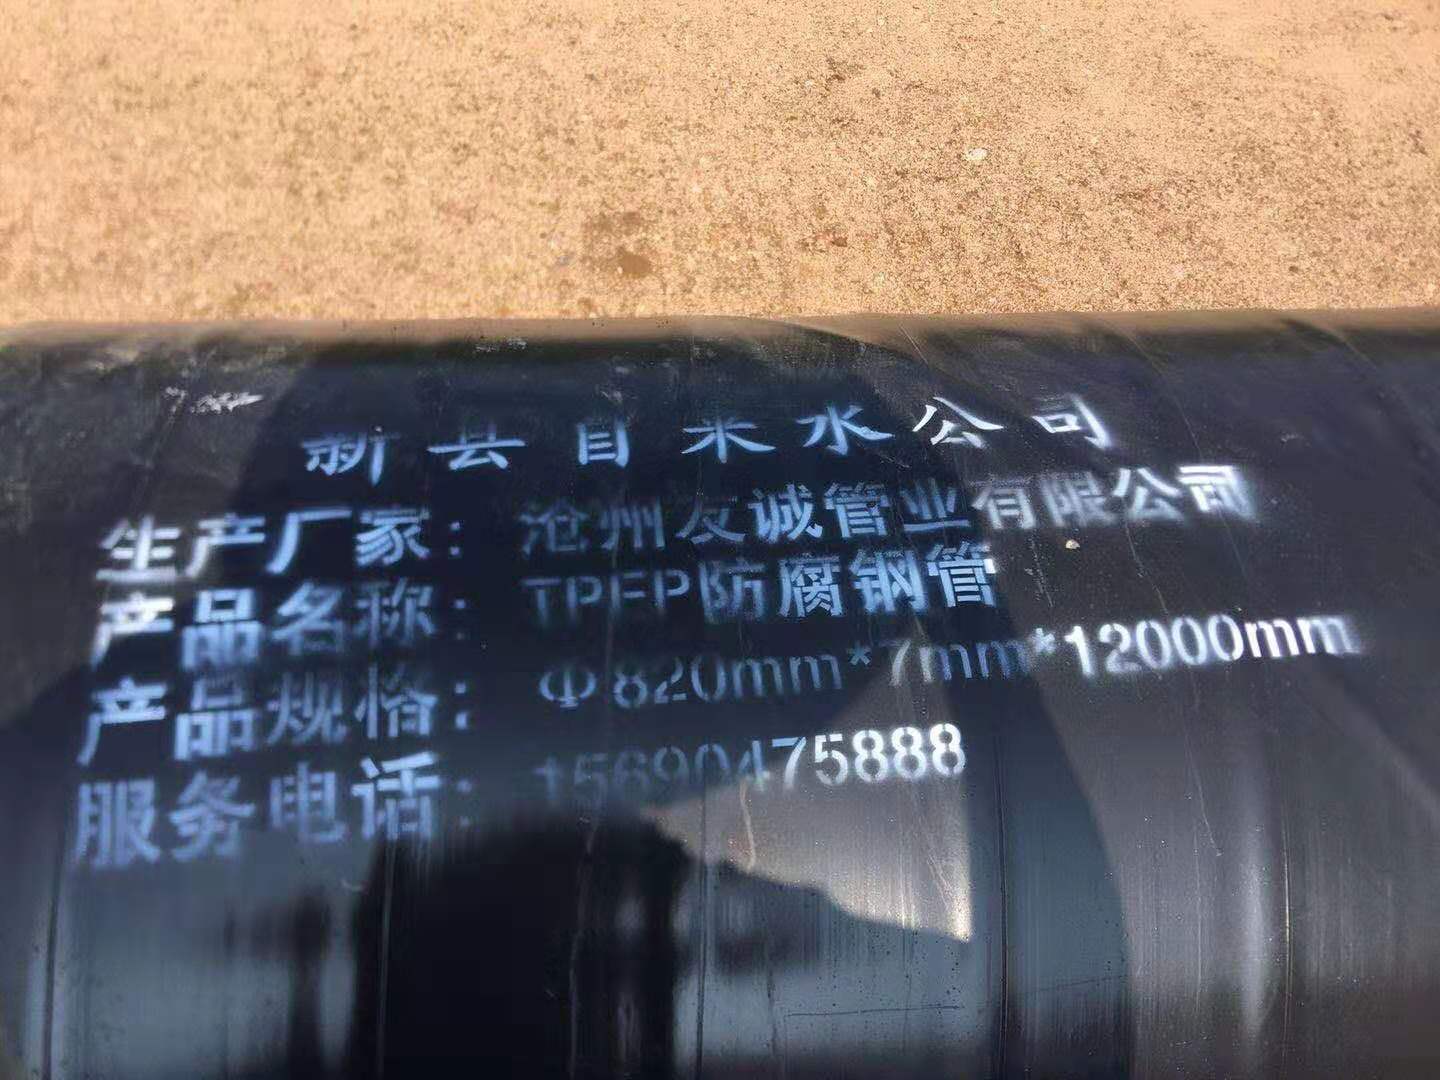 新县自来水公司
生产厂家：沧州友诚管业有限公司
产品名称：TPEP防腐钢管
产品规格：Φ820mm*7mm*12000mm
服务电话：15690475888